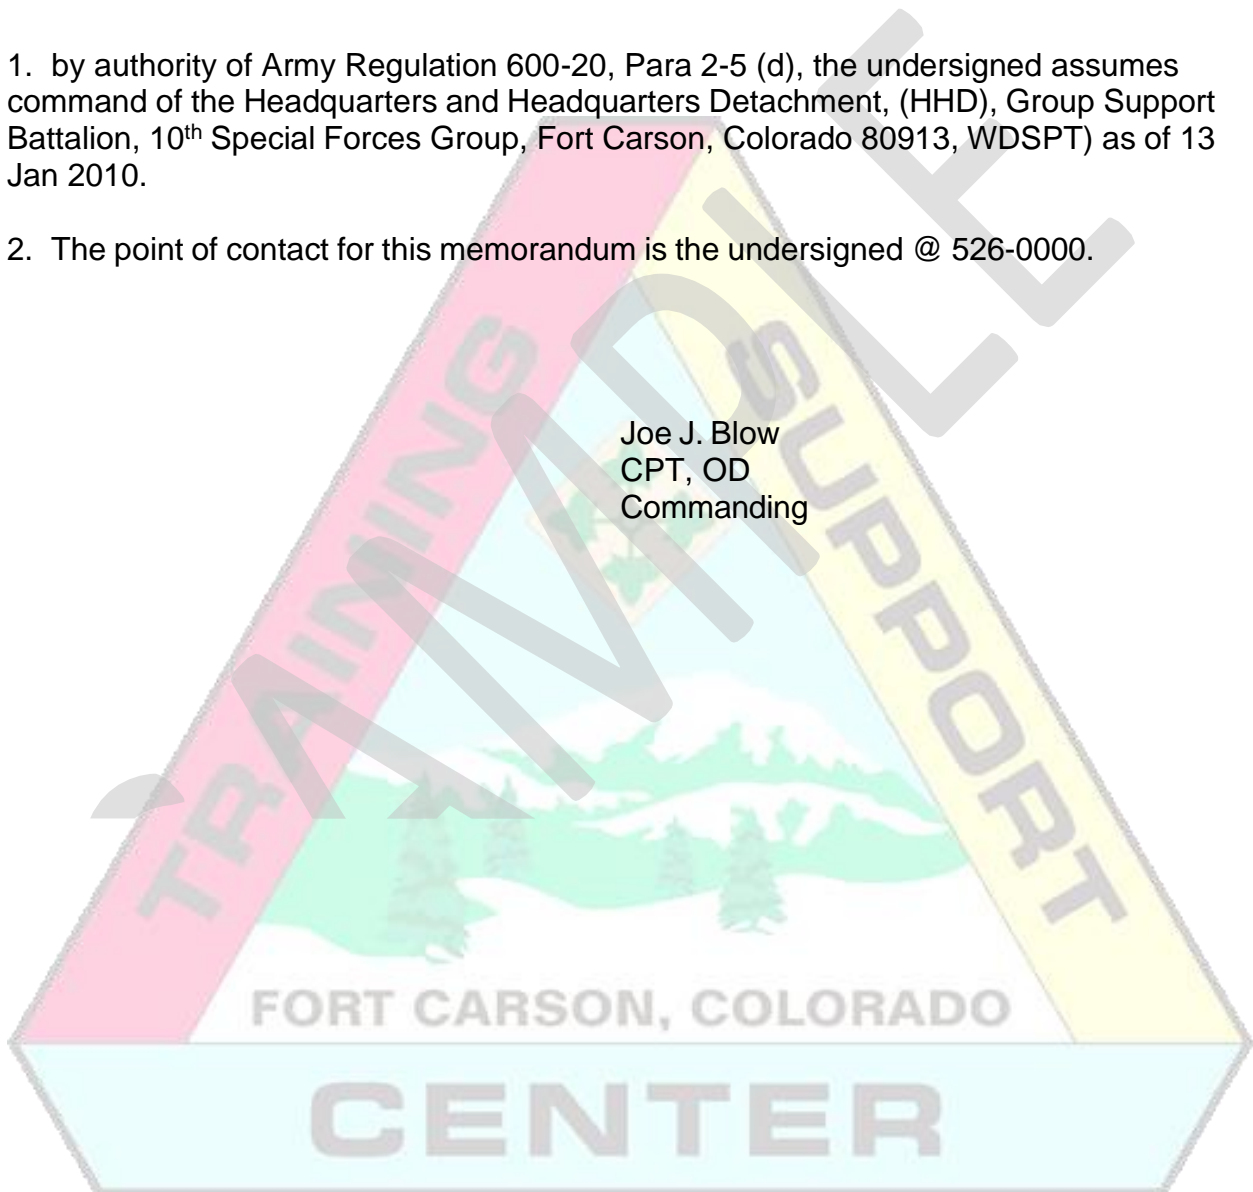 1. by authority of Army Regulation 600-20, Para 2-5 (d), the undersigned assumes
command of the Headquarters and Headquarters Detachment, (HHD), Group Support
Battalion, 10th Special Forces Group, Fort Carson, Colorado 80913, WDSPT) as of 13
Jan 2010.
2. The point of contact for this memorandum is the undersigned @ 526-0000.
Joe J. Blow
CPT, OD
Commanding
SAMPLE
TRAINING
SUPPORT
FORT CARSON, COLORADO
CENTER